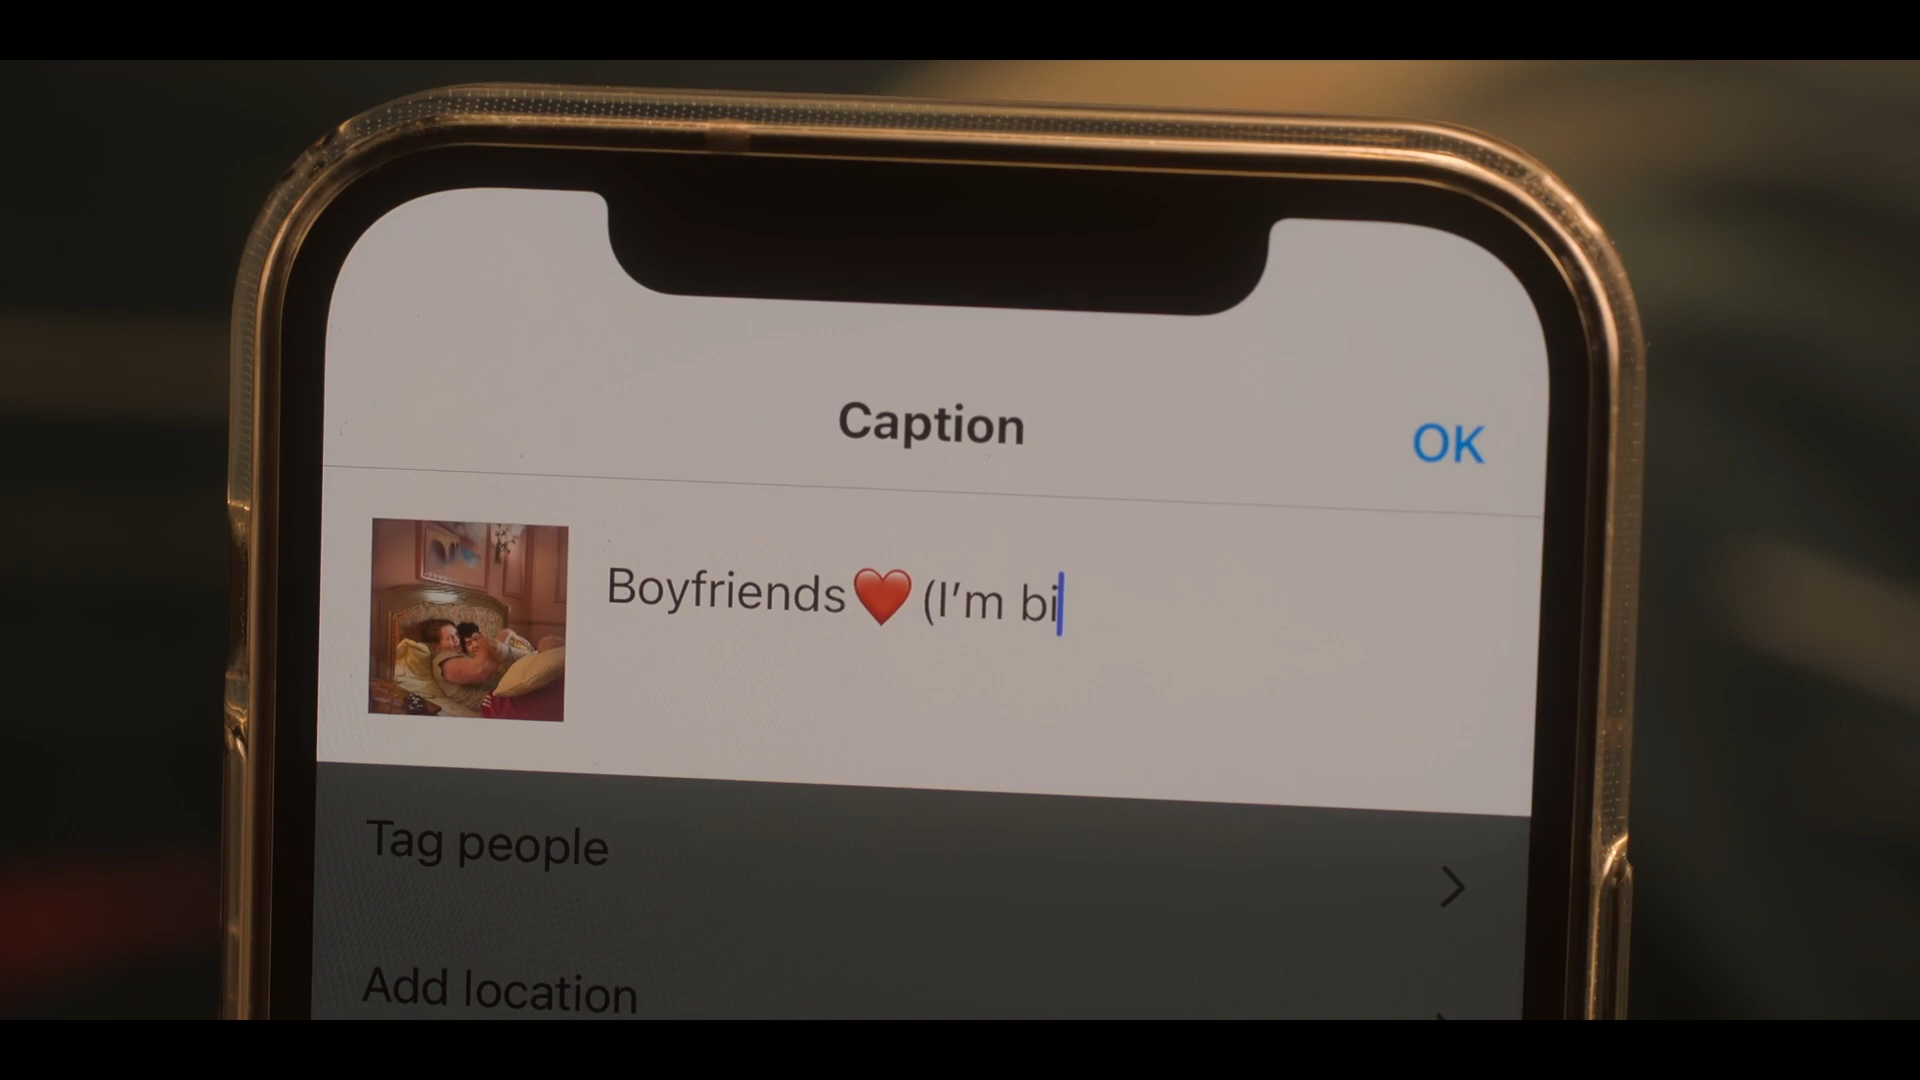 Caption
OK
Boyfriends❤️ (I'm bi
Tag people
Add location